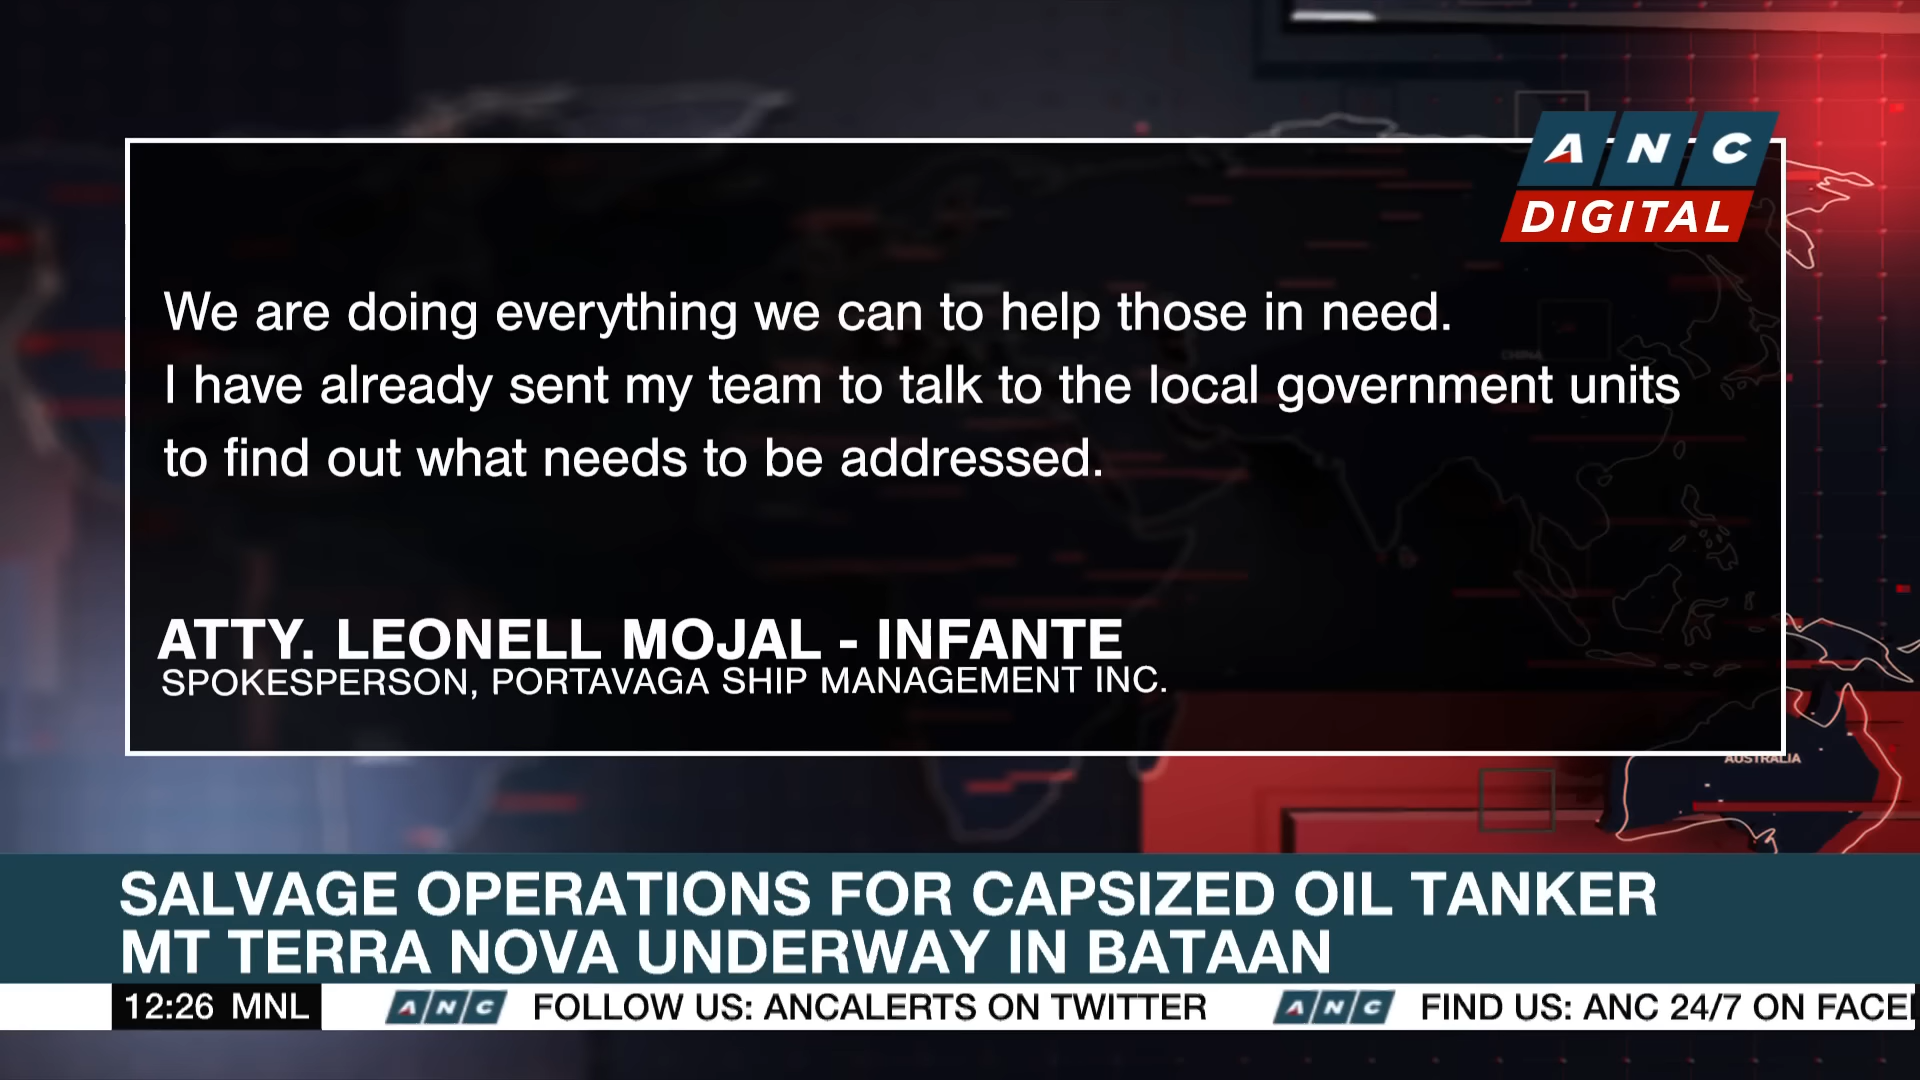 ANC
DIGITAL
CHINA
We are doing everything we can to help those in need.
I have already sent my team to talk to the local government units
to find out what needs to be addressed.
ATTY. LEONELL MOJAL - INFANTE
SPOKESPERSON, PORTAVAGA SHIP MANAGEMENT INC.
AUSTRALIA
SALVAGE OPERATIONS FOR CAPSIZED OIL TANKER
MT TERRA NOVA UNDERWAY IN BATAAN
12:26 MNL ANC FOLLOW US: ANCALERTS ON TWITTER ANC FIND US: ANC 24/7 ON FACE